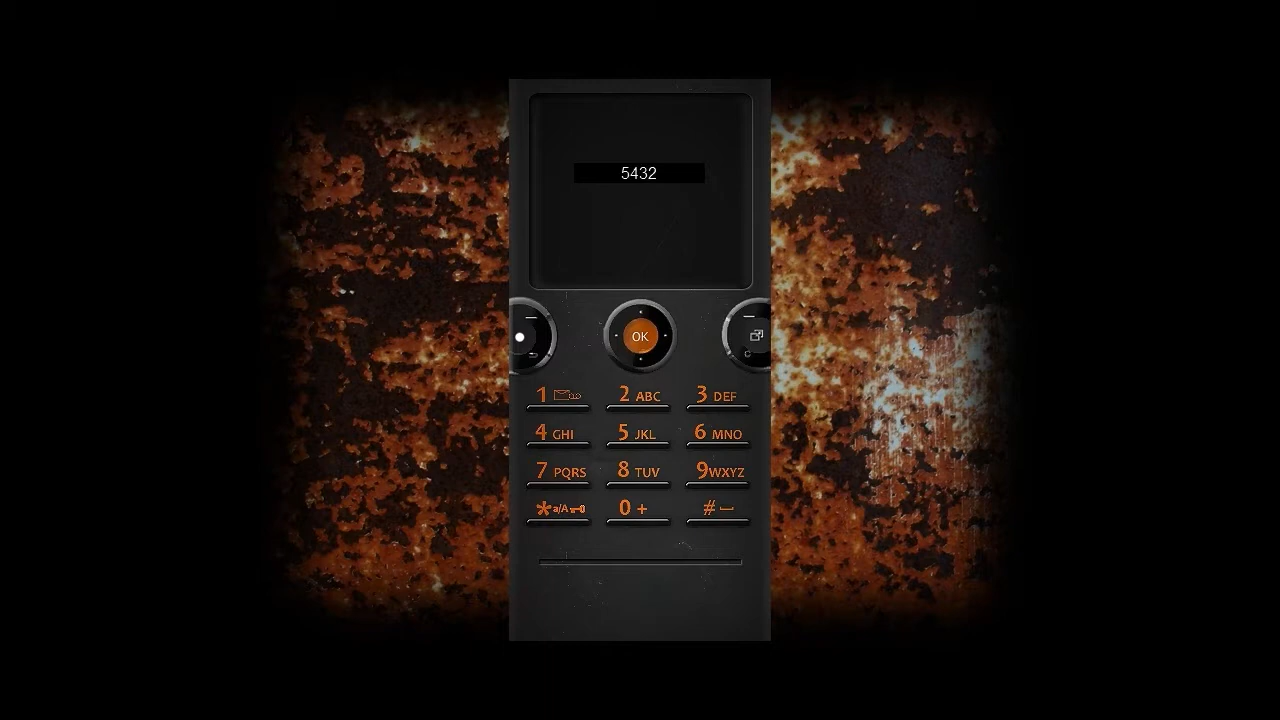 5432
OK
1 2 ABC 3 DEF
4 GHI 5 JKL 6 MNO
7 PQRS 8 TUV 9WXYZ
*a/A 0 + #